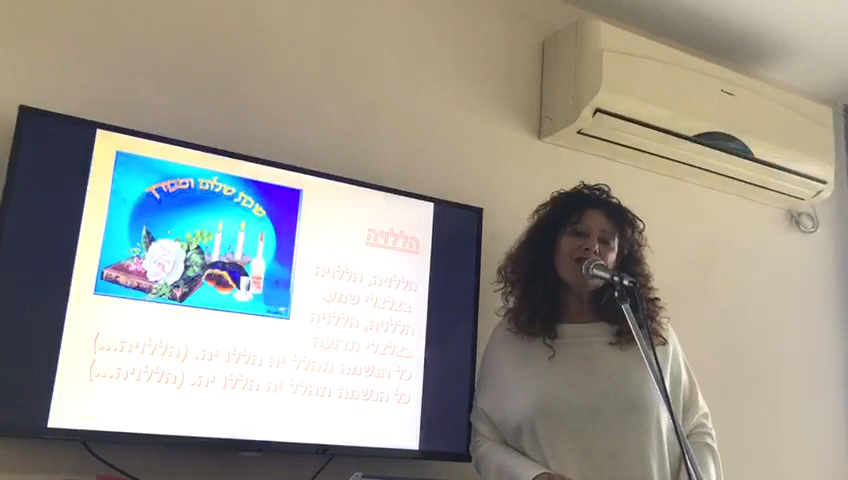 שבת שלום ומבורך
הללויה
הללויה, הללויה
בצלצלי שמע.
הללויה, הללויה
בצלצלי תרועה
כל הנשמה תהלל יה הללו יה. (הללויה...)
כל הנשמה תהלל יה הללו יה. (הללויה...)